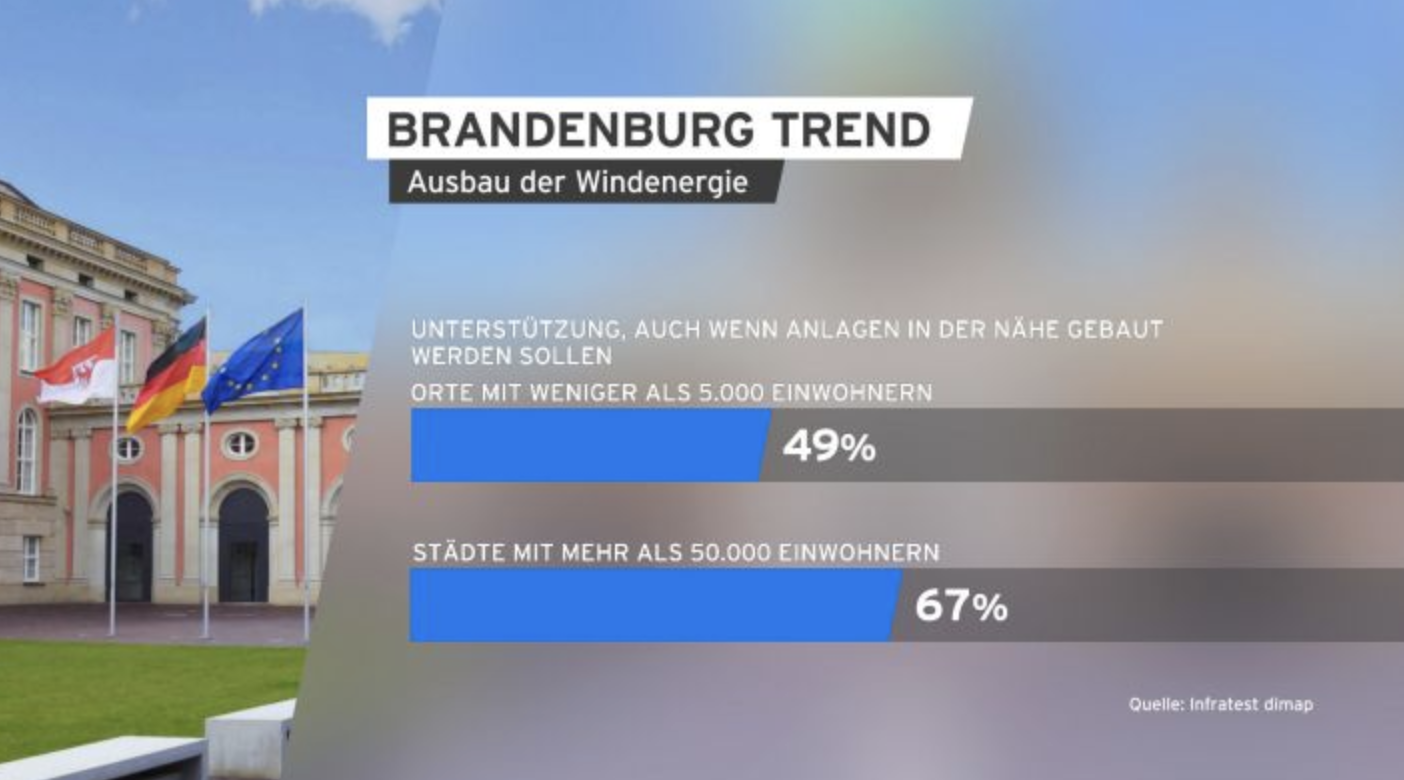 BRANDENBURG TREND
Ausbau der Windenergie
UNTERSTÜTZUNG, AUCH WENN ANLAGEN IN DER NÄHE GEBAUT
WERDEN SOLLEN
ORTE MIT WENIGER ALS 5.000 EINWOHNERN
49%
STÄDTE MIT MEHR ALS 50.000 EINWOHNERN
67%
Quelle: Infratest dimap